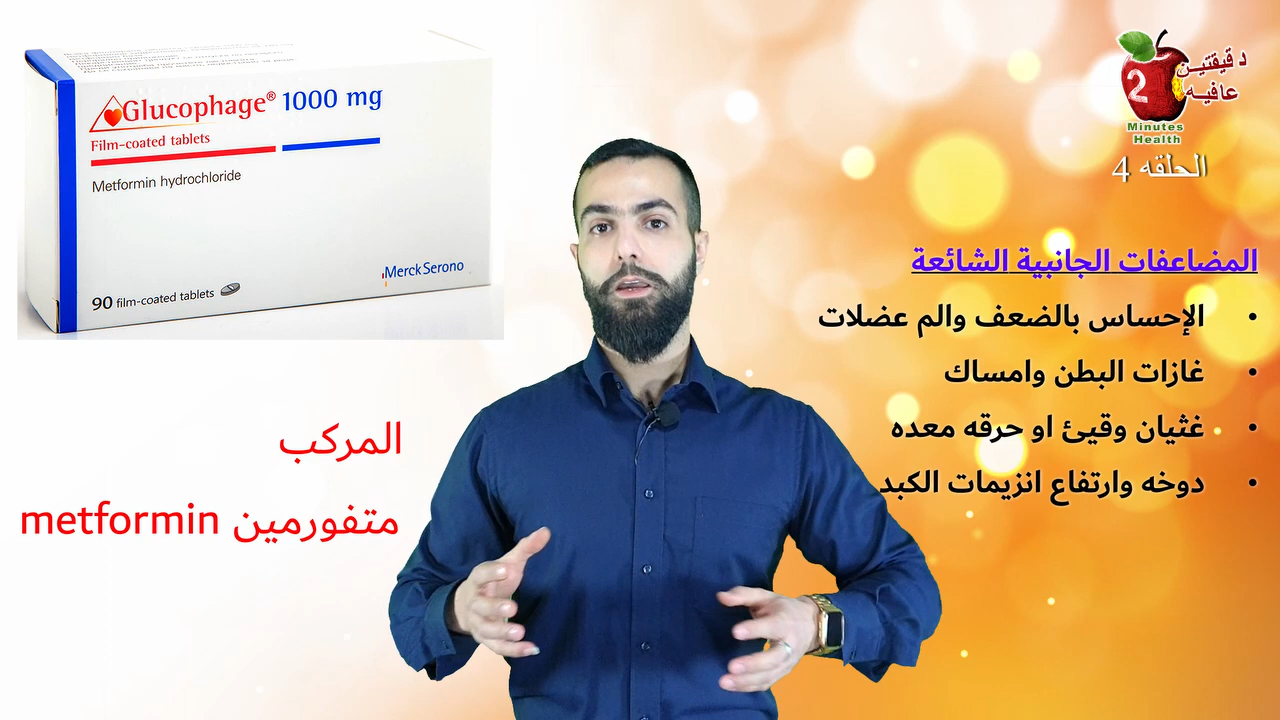 Glucophage® 1000 mg
Film-coated tablets
Metformin hydrochloride
MerckSerono
90 film-coated tablets
دقيقتين
عافيه
2
Minutes
Health
الحلقه 4
المضاعفات الجانبية الشائعة
• الإحساس بالضعف والم عضلات
• غازات البطن وامساك
• غثيان وقيئ او حرقه معده
• دوخه وارتفاع انزيمات الكبد
المركب
متفورمين metformin